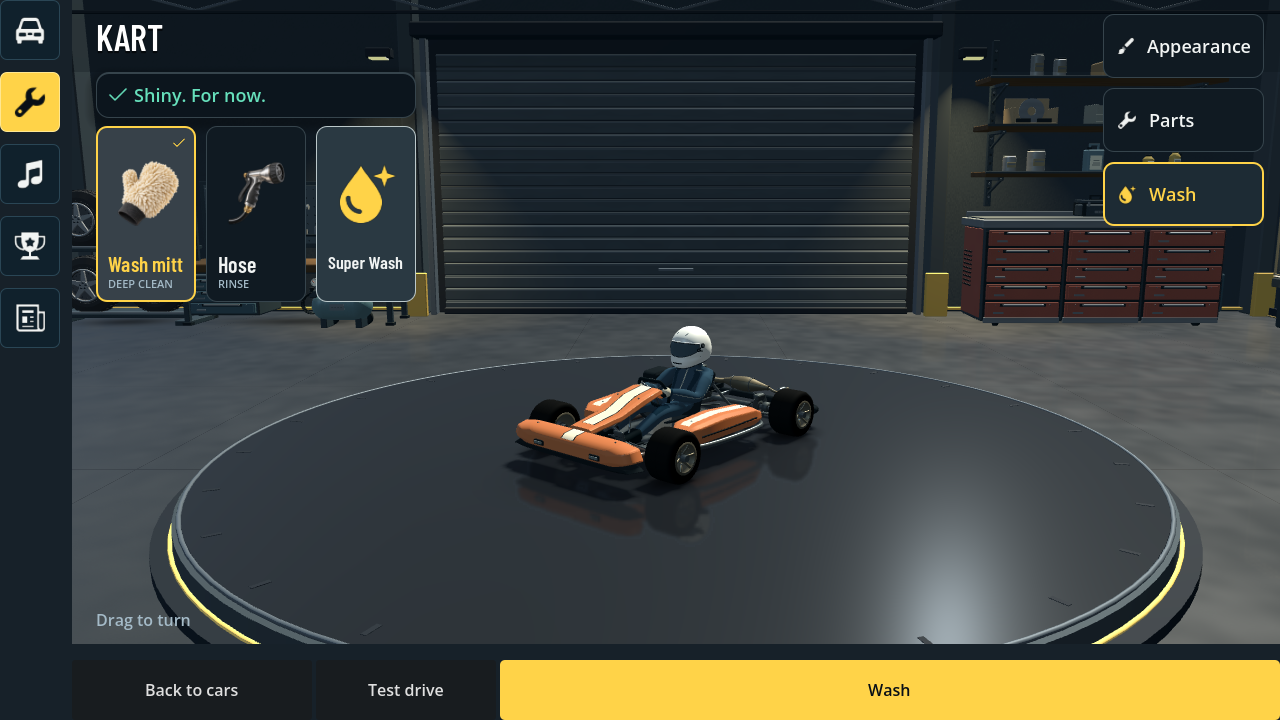 KART
Shiny. For now.
Wash mitt
DEEP CLEAN
Hose
RINSE
Super Wash
Appearance
Parts
Wash
Drag to turn
Back to cars
Test drive
Wash